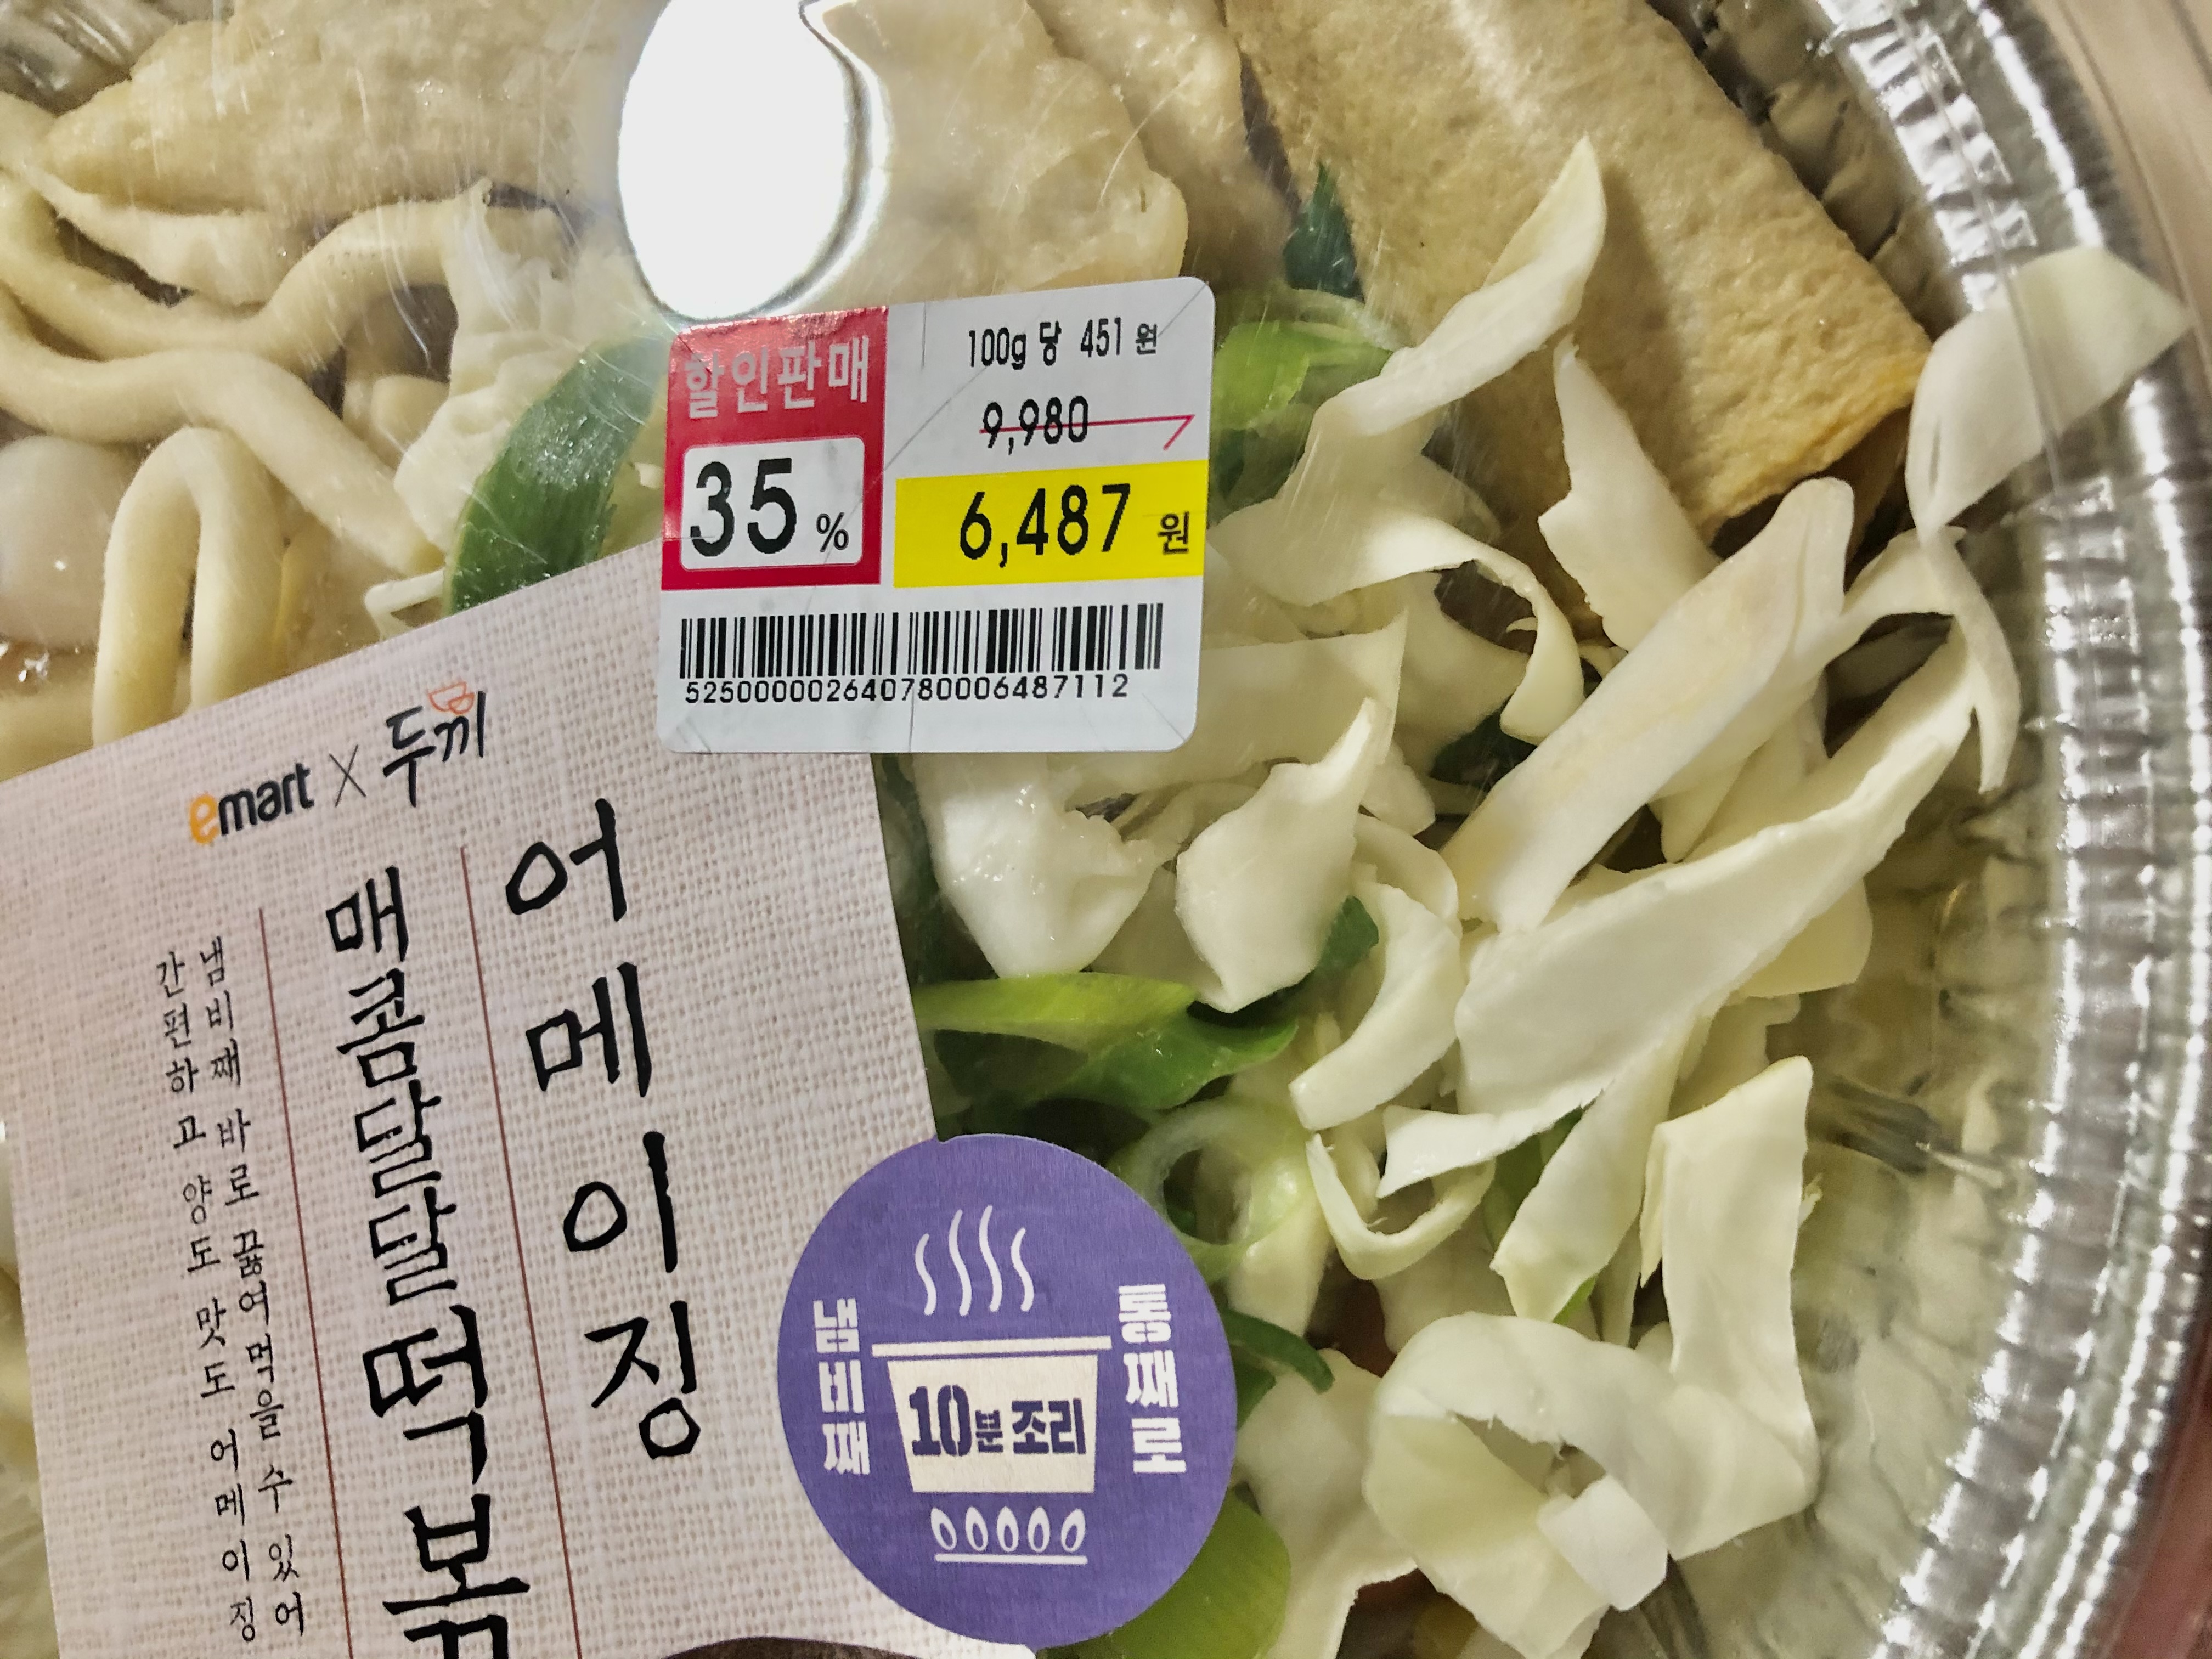 할인판매
35 %
100g 당 451 원
9,980
6,487 원
52500000264078000648​7112
emart X 두끼
어메이징
매콤달달떡볶
냄비째 바로 끓여 먹을 수 있어
간편하고 양도 맛도 어메이징
냄비째
통째로
10분 조리